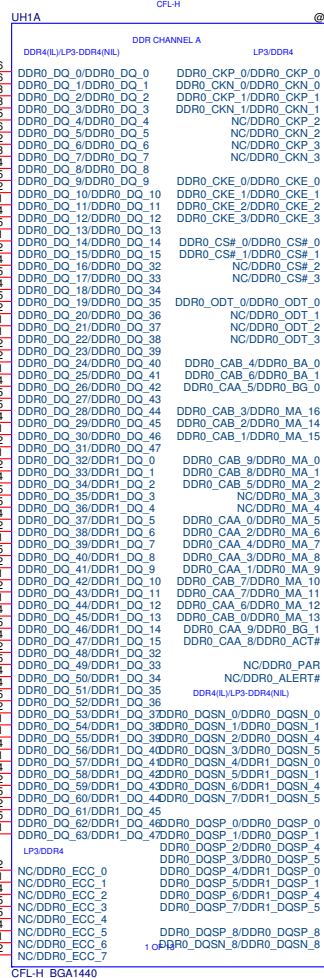 CFL-H
UH1A
@
DDR CHANNEL A
DDR4(IL)/LP3-DDR4(NIL)
LP3/DDR4
DDR0_DQ_0/DDR0_DQ_0
DDR0_DQ_1/DDR0_DQ_1
DDR0_DQ_2/DDR0_DQ_2
DDR0_DQ_3/DDR0_DQ_3
DDR0_DQ_4/DDR0_DQ_4
DDR0_DQ_5/DDR0_DQ_5
DDR0_DQ_6/DDR0_DQ_6
DDR0_DQ_7/DDR0_DQ_7
DDR0_DQ_8/DDR0_DQ_8
DDR0_DQ_9/DDR0_DQ_9
DDR0_DQ_10/DDR0_DQ_10
DDR0_DQ_11/DDR0_DQ_11
DDR0_DQ_12/DDR0_DQ_12
DDR0_DQ_13/DDR0_DQ_13
DDR0_DQ_14/DDR0_DQ_14
DDR0_DQ_15/DDR0_DQ_15
DDR0_DQ_16/DDR0_DQ_32
DDR0_DQ_17/DDR0_DQ_33
DDR0_DQ_18/DDR0_DQ_34
DDR0_DQ_19/DDR0_DQ_35
DDR0_DQ_20/DDR0_DQ_36
DDR0_DQ_21/DDR0_DQ_37
DDR0_DQ_22/DDR0_DQ_38
DDR0_DQ_23/DDR0_DQ_39
DDR0_DQ_24/DDR0_DQ_40
DDR0_DQ_25/DDR0_DQ_41
DDR0_DQ_26/DDR0_DQ_42
DDR0_DQ_27/DDR0_DQ_43
DDR0_DQ_28/DDR0_DQ_44
DDR0_DQ_29/DDR0_DQ_45
DDR0_DQ_30/DDR0_DQ_46
DDR0_DQ_31/DDR0_DQ_47
DDR0_DQ_32/DDR1_DQ_0
DDR0_DQ_33/DDR1_DQ_1
DDR0_DQ_34/DDR1_DQ_2
DDR0_DQ_35/DDR1_DQ_3
DDR0_DQ_36/DDR1_DQ_4
DDR0_DQ_37/DDR1_DQ_5
DDR0_DQ_38/DDR1_DQ_6
DDR0_DQ_39/DDR1_DQ_7
DDR0_DQ_40/DDR1_DQ_8
DDR0_DQ_41/DDR1_DQ_9
DDR0_DQ_42/DDR1_DQ_10
DDR0_DQ_43/DDR1_DQ_11
DDR0_DQ_44/DDR1_DQ_12
DDR0_DQ_45/DDR1_DQ_13
DDR0_DQ_46/DDR1_DQ_14
DDR0_DQ_47/DDR1_DQ_15
DDR0_DQ_48/DDR1_DQ_32
DDR0_DQ_49/DDR1_DQ_33
DDR0_DQ_50/DDR1_DQ_34
DDR0_DQ_51/DDR1_DQ_35
DDR0_DQ_52/DDR1_DQ_36
DDR0_DQ_53/DDR1_DQ_37
DDR0_DQ_54/DDR1_DQ_38
DDR0_DQ_55/DDR1_DQ_39
DDR0_DQ_56/DDR1_DQ_40
DDR0_DQ_57/DDR1_DQ_41
DDR0_DQ_58/DDR1_DQ_42
DDR0_DQ_59/DDR1_DQ_43
DDR0_DQ_60/DDR1_DQ_44
DDR0_DQ_61/DDR1_DQ_45
DDR0_DQ_62/DDR1_DQ_46
DDR0_DQ_63/DDR1_DQ_47
LP3/DDR4
NC/DDR0_ECC_0
NC/DDR0_ECC_1
NC/DDR0_ECC_2
NC/DDR0_ECC_3
NC/DDR0_ECC_4
NC/DDR0_ECC_5
NC/DDR0_ECC_6
NC/DDR0_ECC_7
DDR0_CKP_0/DDR0_CKP_0
DDR0_CKN_0/DDR0_CKN_0
DDR0_CKP_1/DDR0_CKP_1
DDR0_CKN_1/DDR0_CKN_1
NC/DDR0_CKP_2
NC/DDR0_CKN_2
NC/DDR0_CKP_3
NC/DDR0_CKN_3
DDR0_CKE_0/DDR0_CKE_0
DDR0_CKE_1/DDR0_CKE_1
DDR0_CKE_2/DDR0_CKE_2
DDR0_CKE_3/DDR0_CKE_3
DDR0_CS#_0/DDR0_CS#_0
DDR0_CS#_1/DDR0_CS#_1
NC/DDR0_CS#_2
NC/DDR0_CS#_3
DDR0_ODT_0/DDR0_ODT_0
NC/DDR0_ODT_1
NC/DDR0_ODT_2
NC/DDR0_ODT_3
DDR0_CAB_4/DDR0_BA_0
DDR0_CAB_6/DDR0_BA_1
DDR0_CAA_5/DDR0_BG_0
DDR0_CAB_3/DDR0_MA_16
DDR0_CAB_2/DDR0_MA_14
DDR0_CAB_1/DDR0_MA_15
DDR0_CAB_9/DDR0_MA_0
DDR0_CAB_8/DDR0_MA_1
DDR0_CAB_5/DDR0_MA_2
NC/DDR0_MA_3
NC/DDR0_MA_4
DDR0_CAA_0/DDR0_MA_5
DDR0_CAA_2/DDR0_MA_6
DDR0_CAA_4/DDR0_MA_7
DDR0_CAA_3/DDR0_MA_8
DDR0_CAA_1/DDR0_MA_9
DDR0_CAB_7/DDR0_MA_10
DDR0_CAA_7/DDR0_MA_11
DDR0_CAA_6/DDR0_MA_12
DDR0_CAB_0/DDR0_MA_13
DDR0_CAA_9/DDR0_BG_1
DDR0_CAA_8/DDR0_ACT#
NC/DDR0_PAR
NC/DDR0_ALERT#
DDR4(IL)/LP3-DDR4(NIL)
DDR0_DQSN_0/DDR0_DQSN_0
DDR0_DQSN_1/DDR0_DQSN_1
DDR0_DQSN_2/DDR0_DQSN_4
DDR0_DQSN_3/DDR0_DQSN_5
DDR0_DQSN_4/DDR1_DQSN_0
DDR0_DQSN_5/DDR1_DQSN_1
DDR0_DQSN_6/DDR1_DQSN_4
DDR0_DQSN_7/DDR1_DQSN_5
DDR0_DQSP_0/DDR0_DQSP_0
DDR0_DQSP_1/DDR0_DQSP_1
DDR0_DQSP_2/DDR0_DQSP_4
DDR0_DQSP_3/DDR0_DQSP_5
DDR0_DQSP_4/DDR1_DQSP_0
DDR0_DQSP_5/DDR1_DQSP_1
DDR0_DQSP_6/DDR1_DQSP_4
DDR0_DQSP_7/DDR1_DQSP_5
DDR0_DQSP_8/DDR0_DQSP_8
DDR0_DQSN_8/DDR0_DQSN_8
1 OF
CFL-H_BGA1440